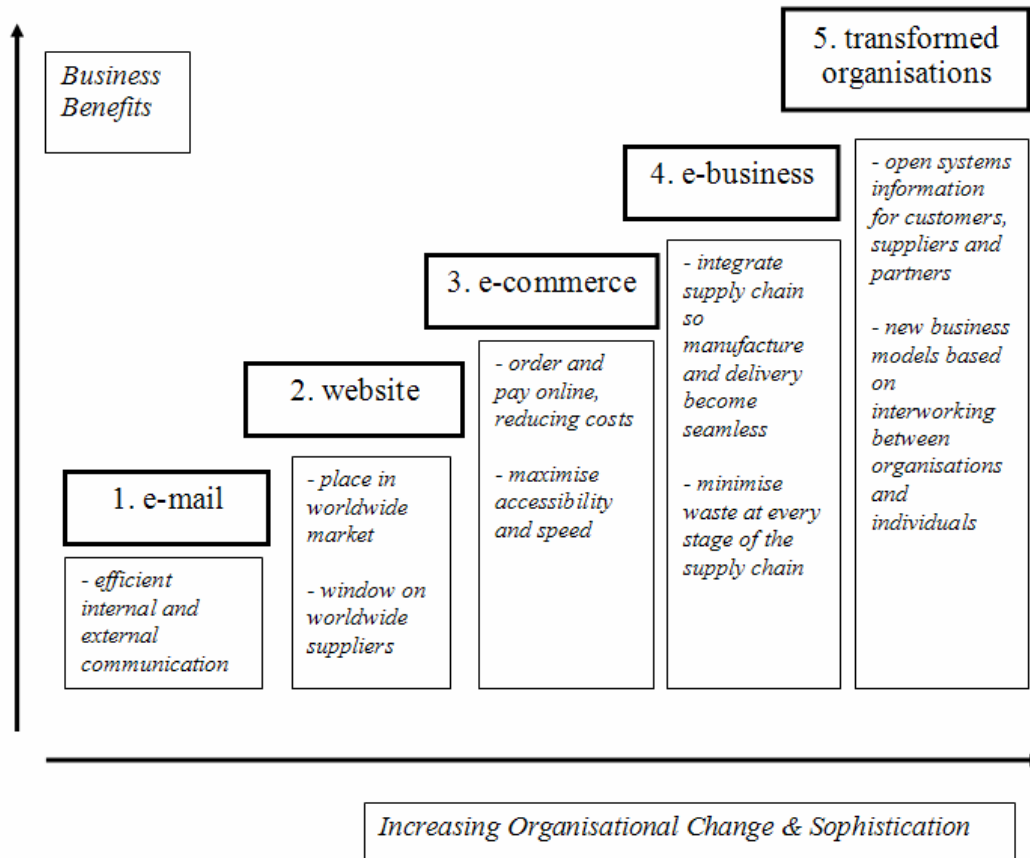 Business
Benefits
5. transformed
organisations
4. e-business
3. e-commerce
2. website
1. e-mail
- efficient
internal and
external
communication
- place in
worldwide
market
- window on
worldwide
suppliers
- order and
pay online,
reducing costs
- maximise
accessibility
and speed
- integrate
supply chain
so
manufacture
and delivery
become
seamless
- minimise
waste at every
stage of the
supply chain
- open systems
information
for customers,
suppliers and
partners
- new business
models based
on
interworking
between
organisations
and
individuals
Increasing Organisational Change & Sophistication